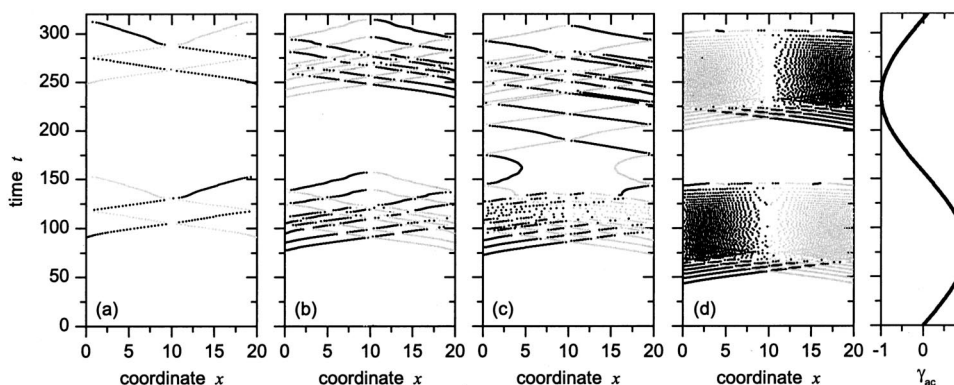 time t
300
250
200
150
100
50
0
(a)
(b)
(c)
(d)
0 5 10 15 20
0 5 10 15 20
0 5 10 15 20
0 5 10 15 20
-1 0 1
coordinate x
coordinate x
coordinate x
coordinate x
γac